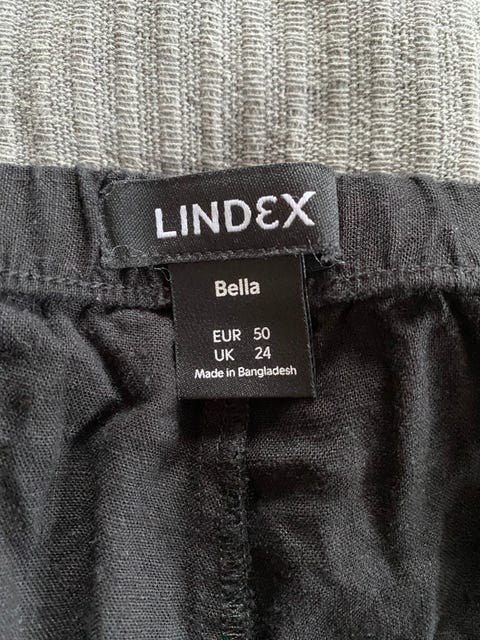 LINDEX
Bella
EUR 50
UK 24
Made in Bangladesh